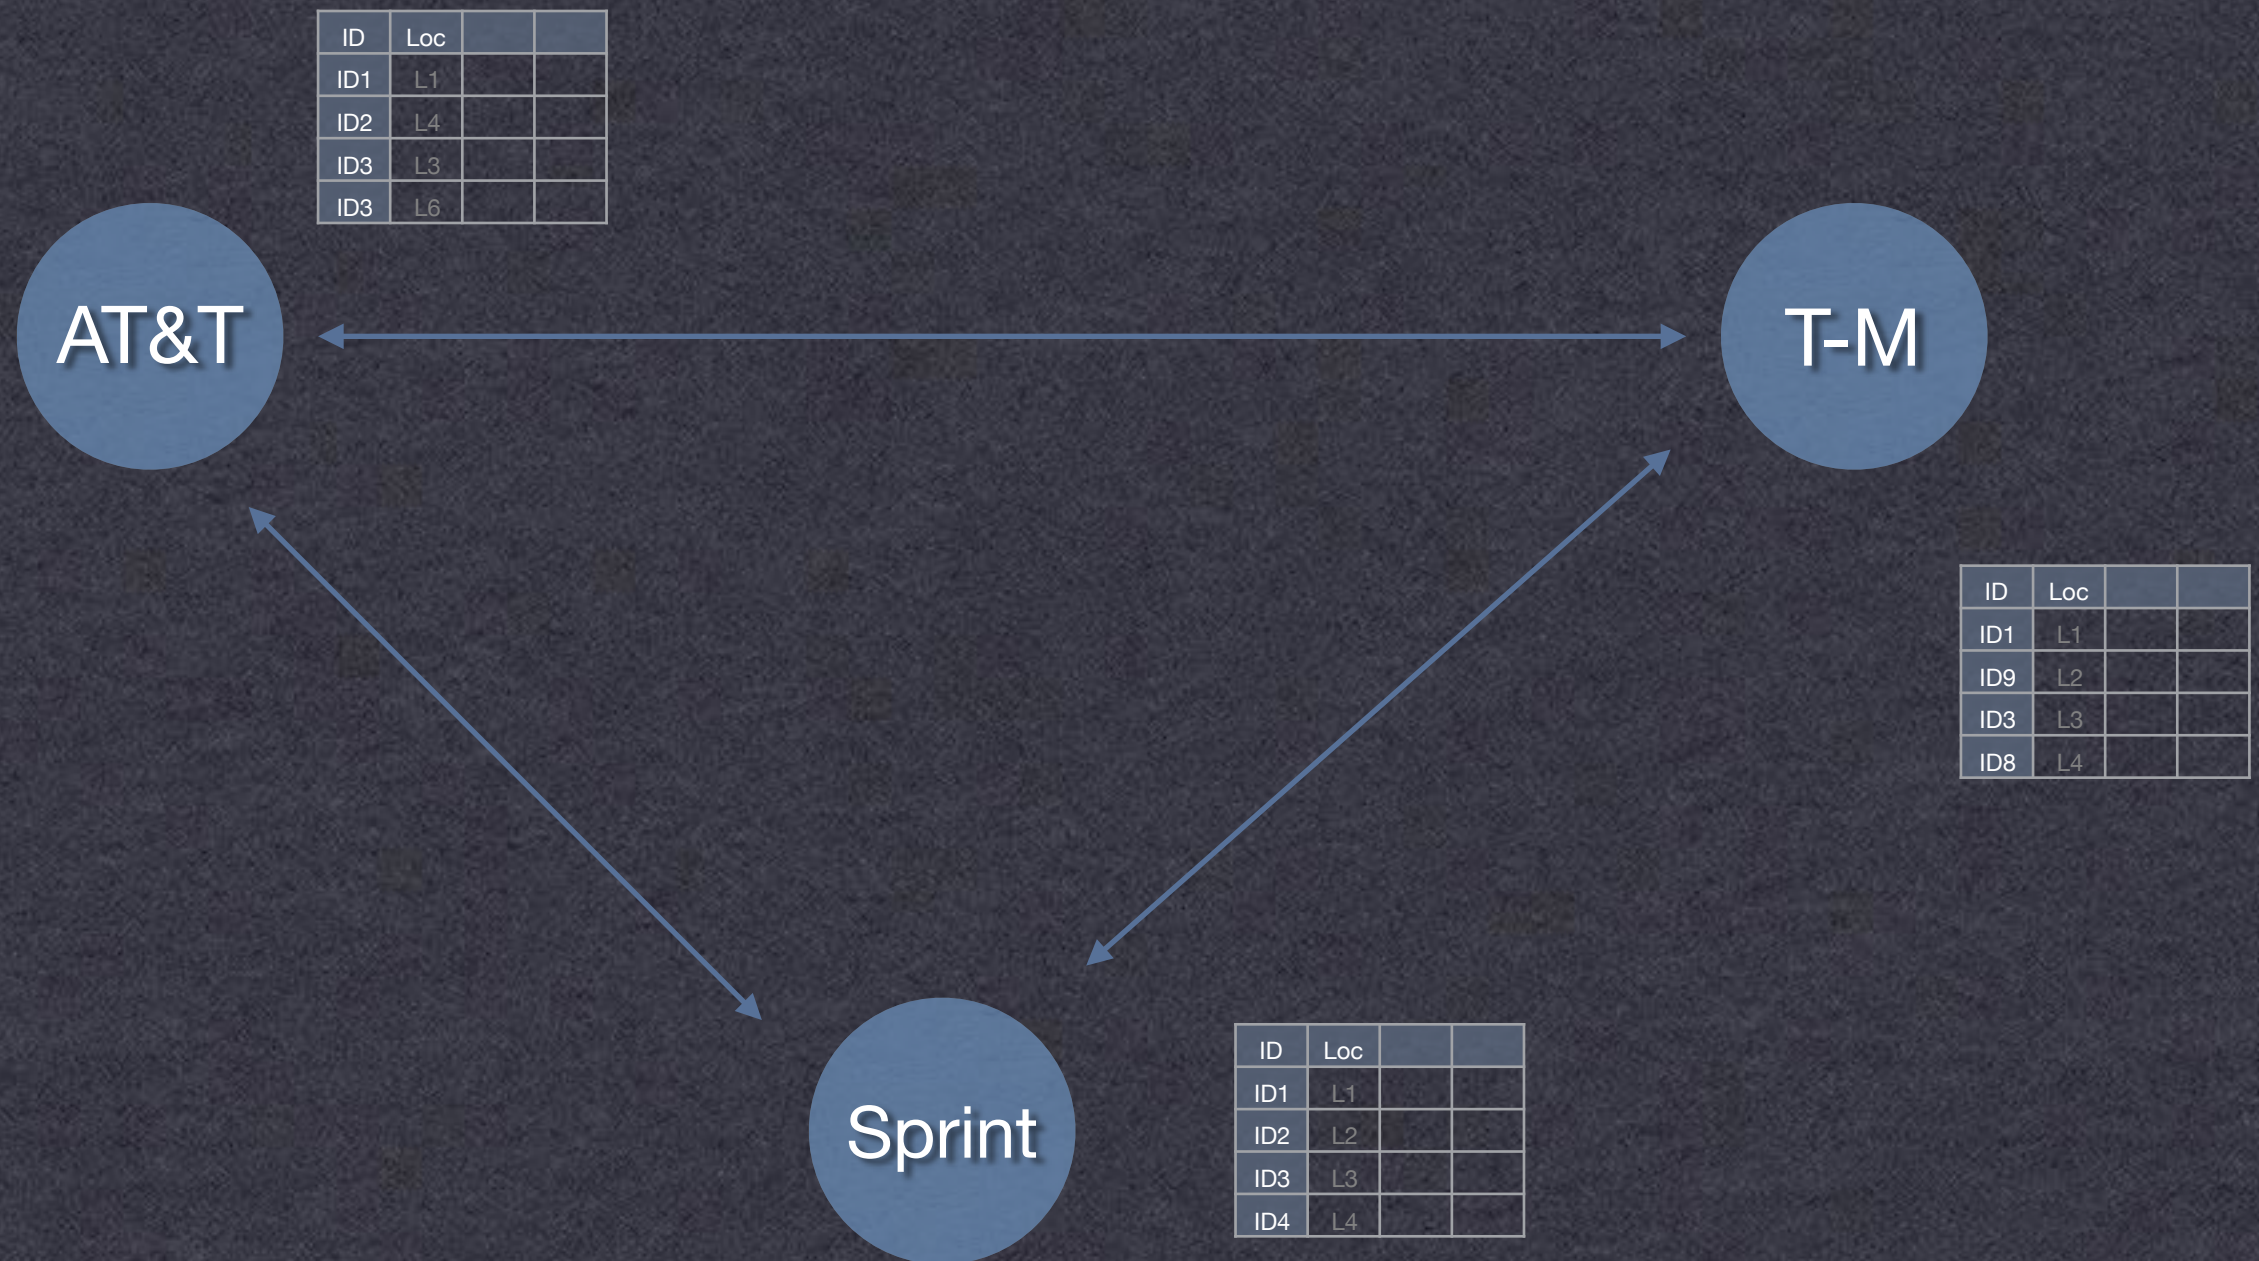 ID Loc
ID1 L1
ID2 L4
ID3 L3
ID3 L6
AT&T
T-M
ID Loc
ID1 L1
ID9 L2
ID3 L3
ID8 L4
Sprint
ID Loc
ID1 L1
ID2 L2
ID3 L3
ID4 L4